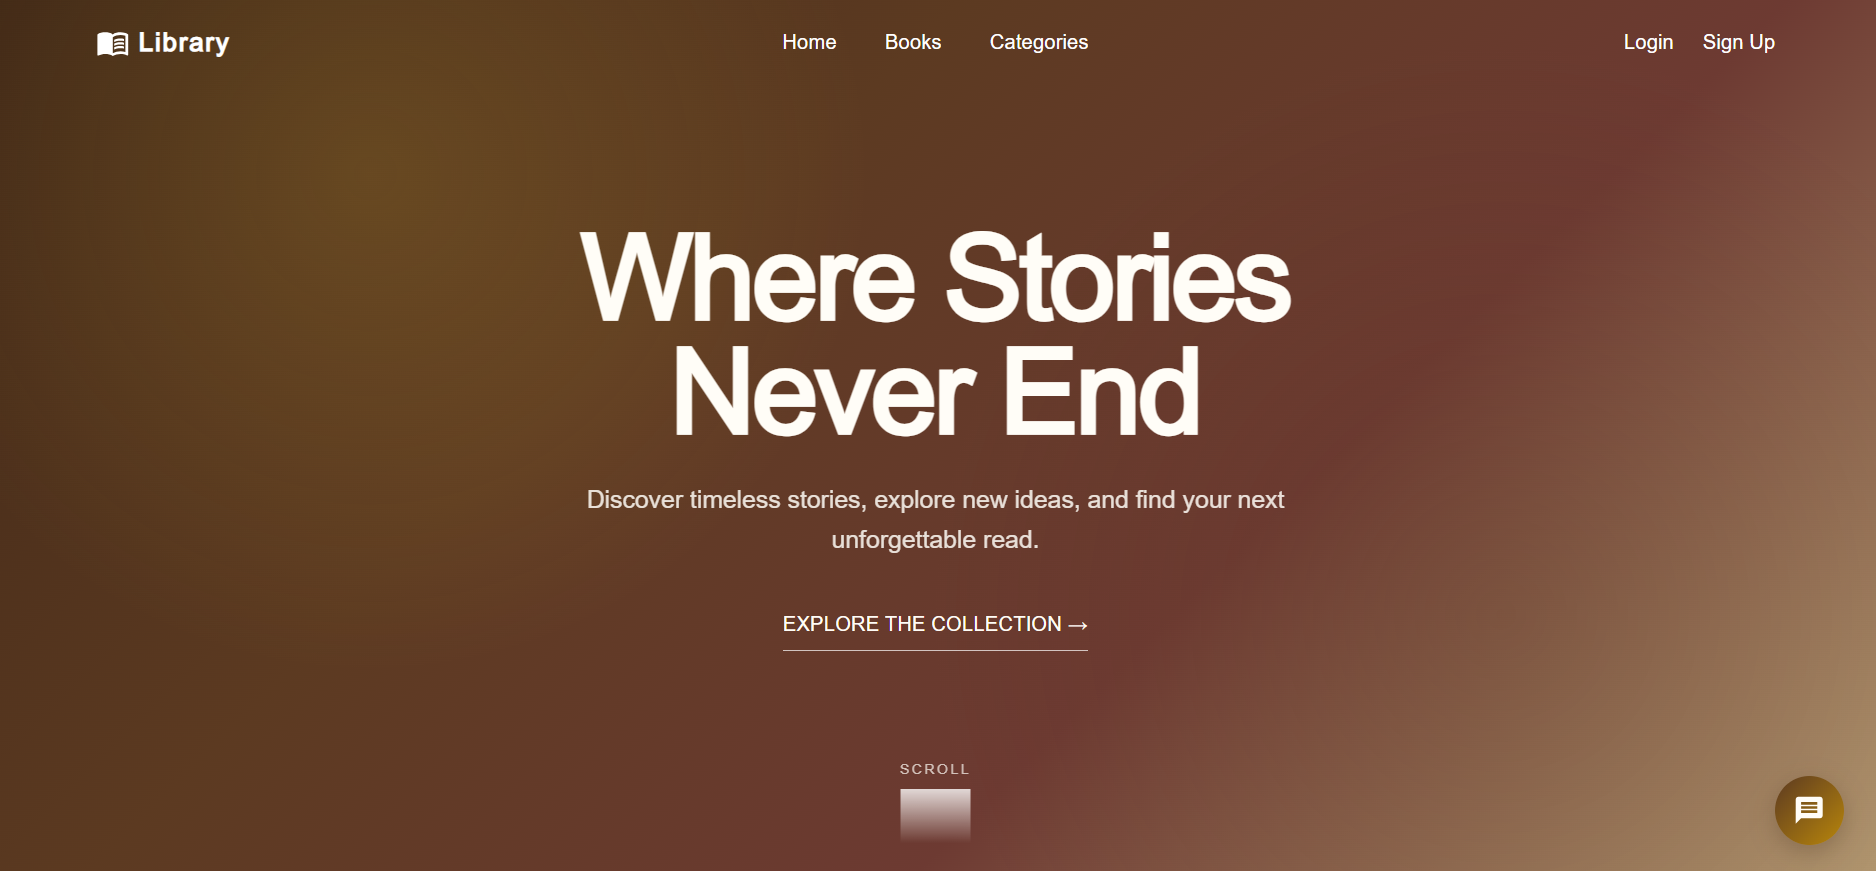 Library
Home
Books
Categories
Login
Sign Up
Where Stories
Never End
Discover timeless stories, explore new ideas, and find your next
unforgettable read.
EXPLORE THE COLLECTION →
SCROLL